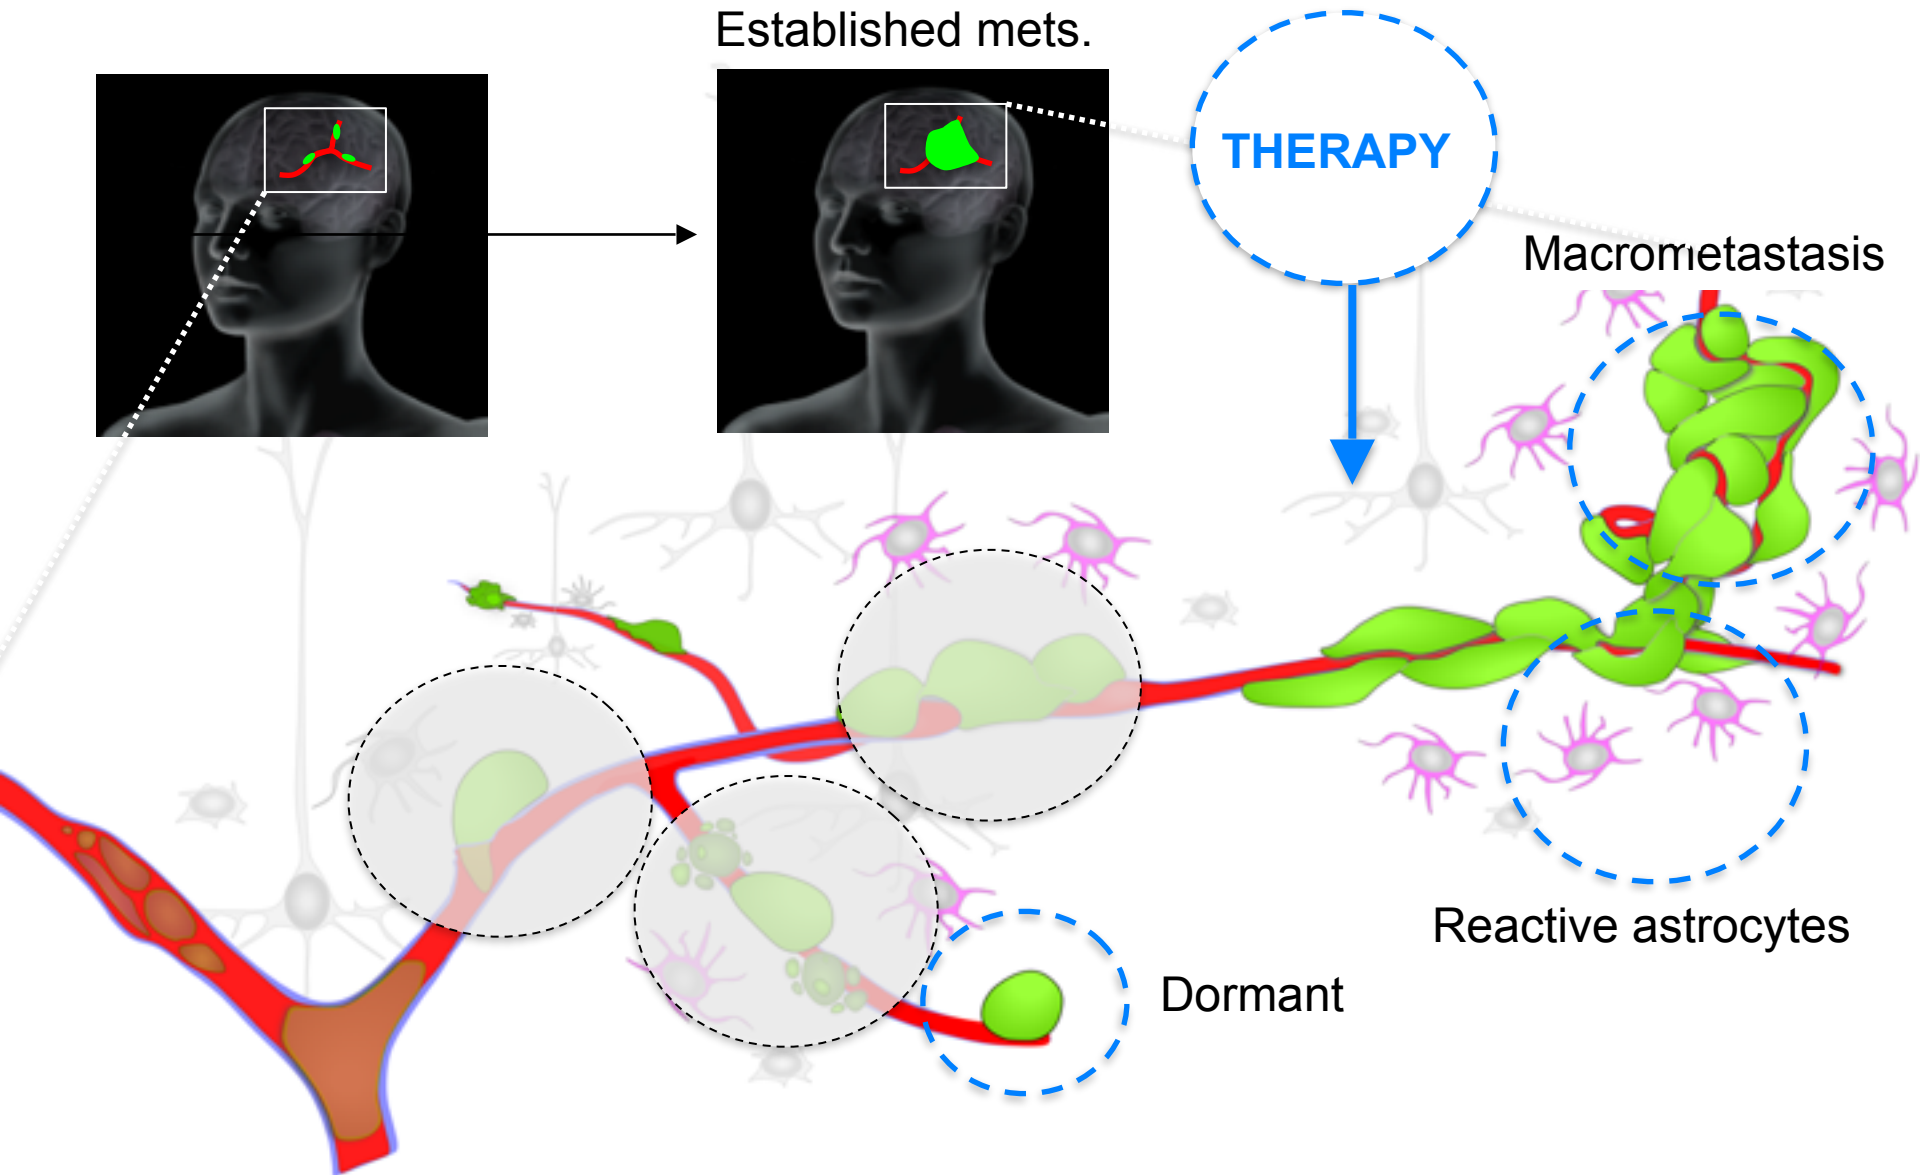 Established mets.
THERAPY
Macrometastasis
Reactive astrocytes
Dormant